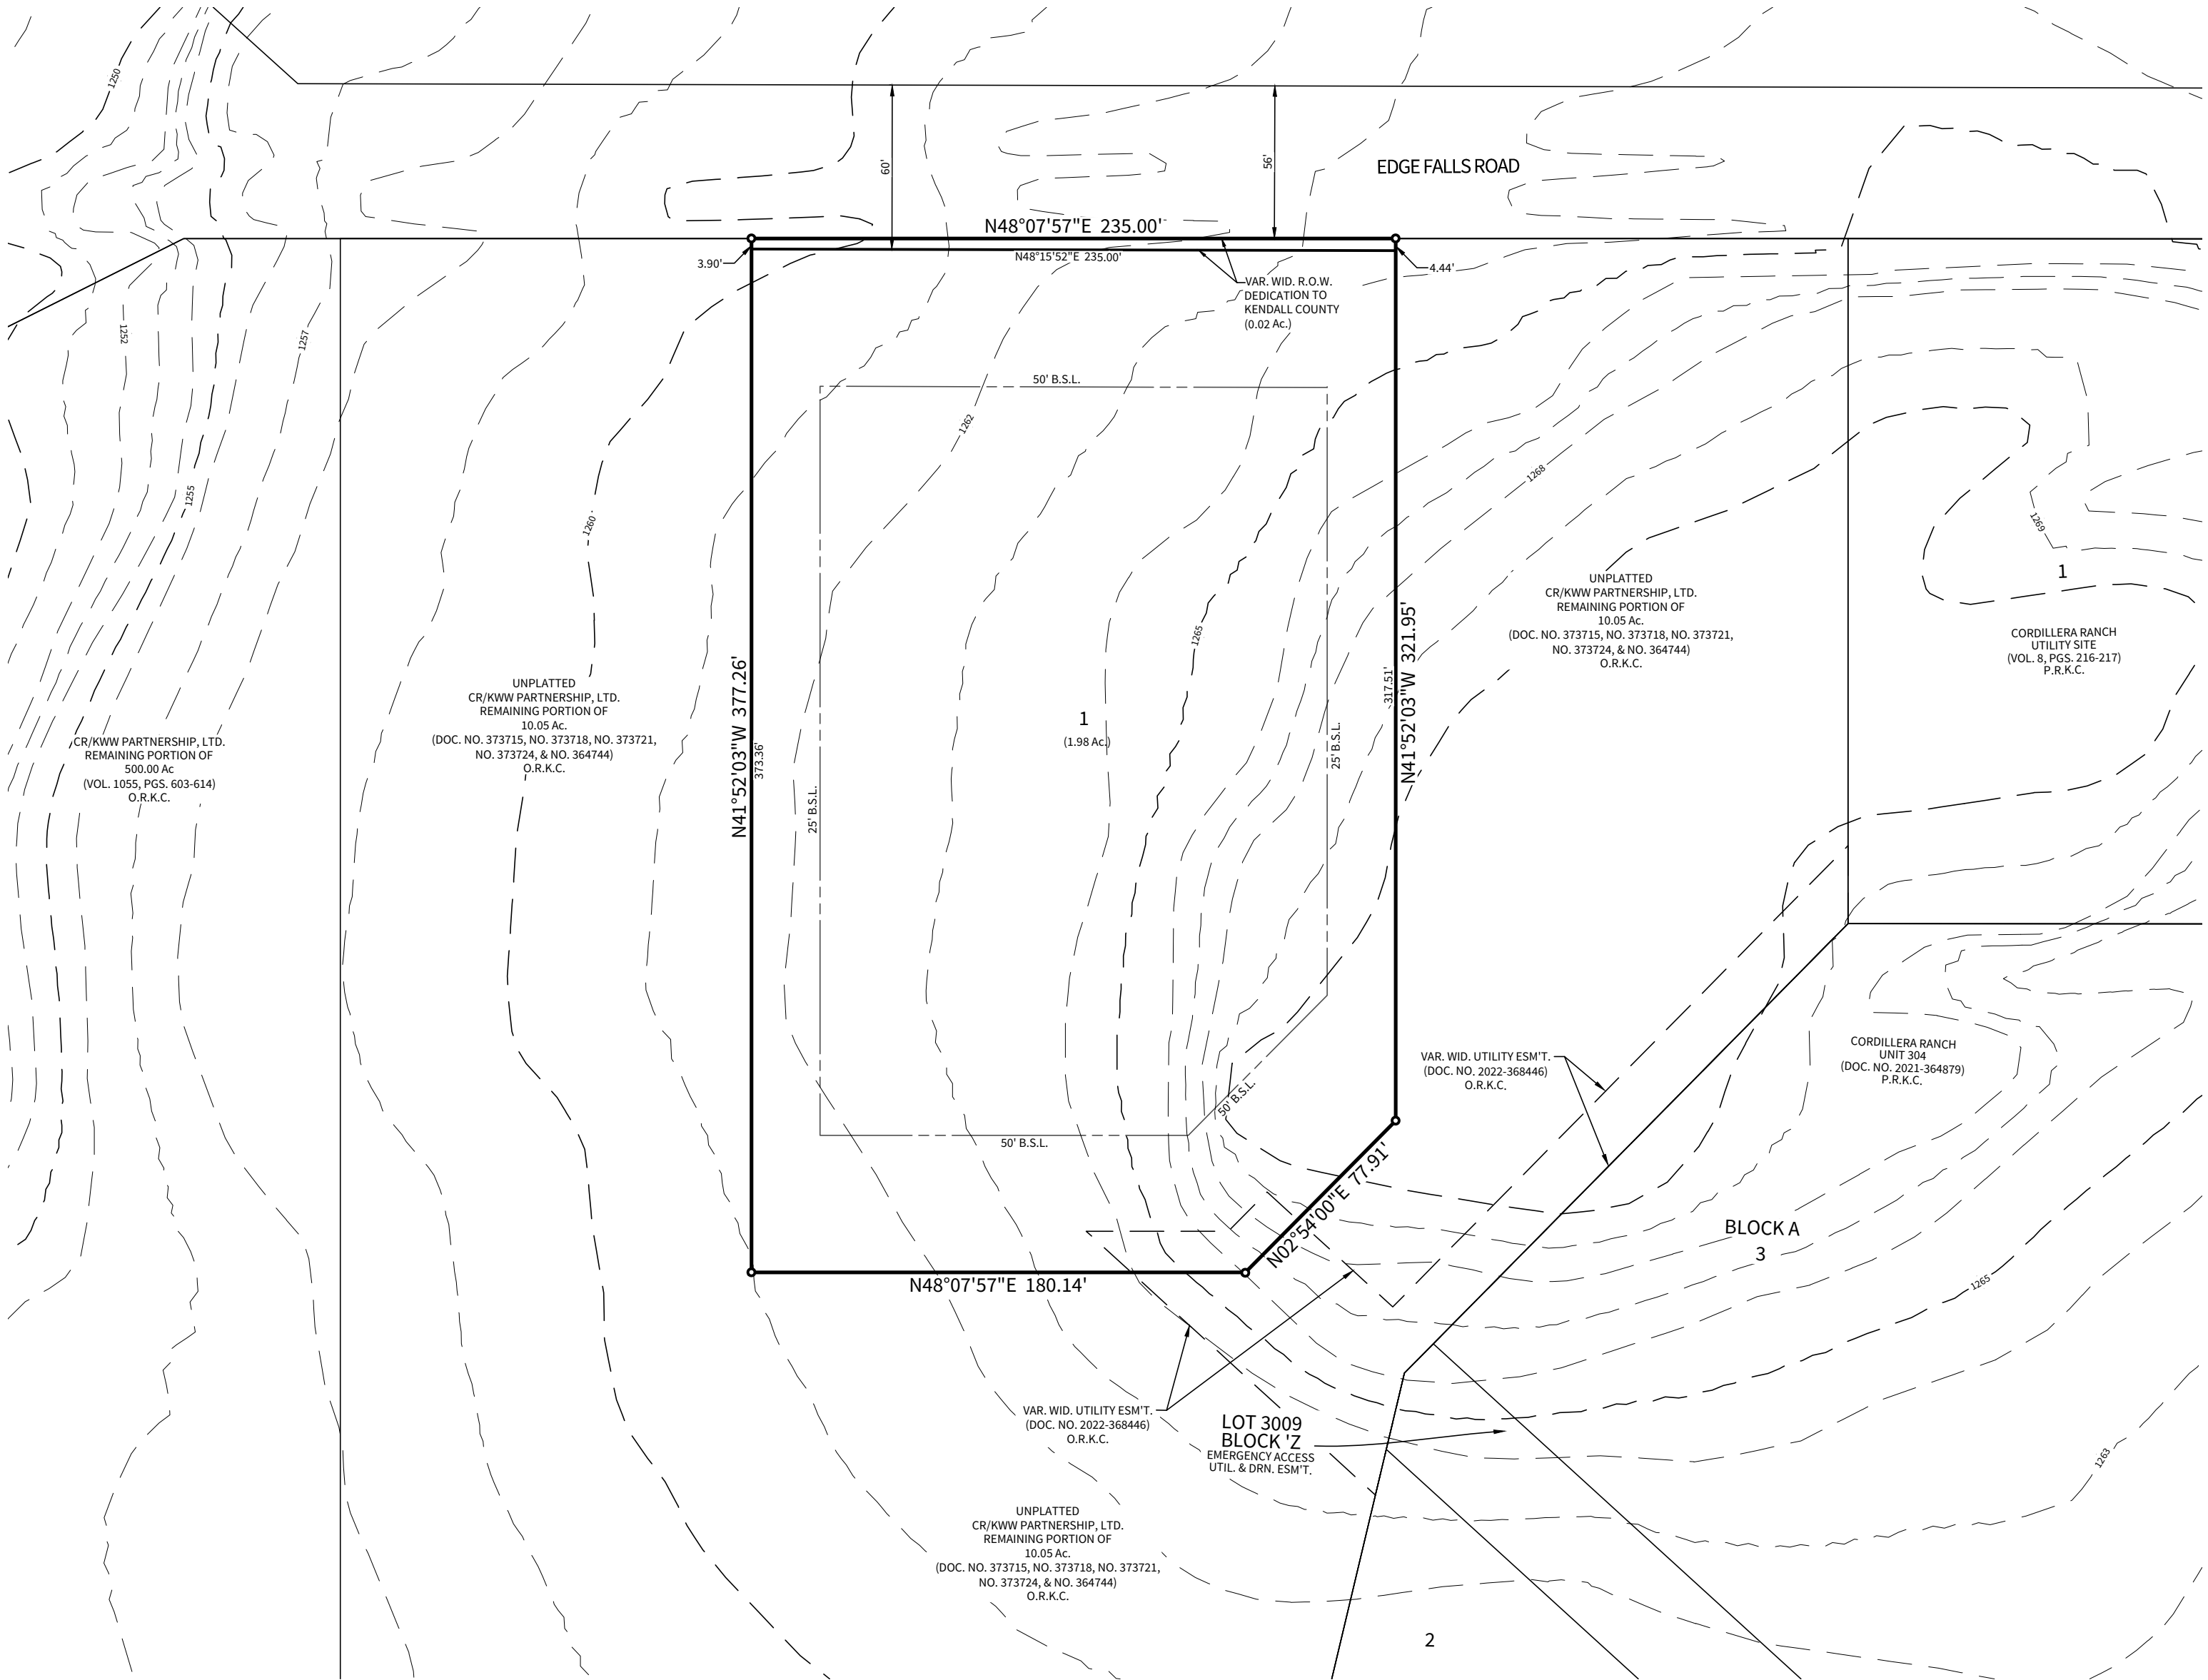 1250
60'
56'
EDGE FALLS ROAD
N48°07'57"E 235.00'
3.90'
N48°15'52"E 235.00'
4.44'
VAR. WID. R.O.W.
DEDICATION TO
KENDALL COUNTY
(0.02 Ac.)
1252
1257
50' B.S.L.
1262
1268
1255
1260
1269
1265
UNPLATTED
CR/KWW PARTNERSHIP, LTD.
REMAINING PORTION OF
10.05 Ac.
(DOC. NO. 373715, NO. 373718, NO. 373721,
NO. 373724, & NO. 364744)
O.R.K.C.
1
CORDILLERA RANCH
UTILITY SITE
(VOL. 8, PGS. 216-217)
P.R.K.C.
UNPLATTED
CR/KWW PARTNERSHIP, LTD.
REMAINING PORTION OF
10.05 Ac.
(DOC. NO. 373715, NO. 373718, NO. 373721,
NO. 373724, & NO. 364744)
O.R.K.C.
CR/KWW PARTNERSHIP, LTD.
REMAINING PORTION OF
500.00 Ac
(VOL. 1055, PGS. 603-614)
O.R.K.C.
N41°52'03"W 377.26'
373.36'
25' B.S.L.
1
(1.98 Ac.)
25' B.S.L.
317.51'
N41°52'03"W 321.95'
50' B.S.L.
50' B.S.L.
N02°54'00"E 77.91'
N48°07'57"E 180.14'
VAR. WID. UTILITY ESM'T.
(DOC. NO. 2022-368446)
O.R.K.C.
CORDILLERA RANCH
UNIT 304
(DOC. NO. 2021-364879)
P.R.K.C.
BLOCK A
3
1265
VAR. WID. UTILITY ESM'T.
(DOC. NO. 2022-368446)
O.R.K.C.
LOT 3009
BLOCK 'Z
EMERGENCY ACCESS
UTIL. & DRN. ESM'T.
1263
UNPLATTED
CR/KWW PARTNERSHIP, LTD.
REMAINING PORTION OF
10.05 Ac.
(DOC. NO. 373715, NO. 373718, NO. 373721,
NO. 373724, & NO. 364744)
O.R.K.C.
2